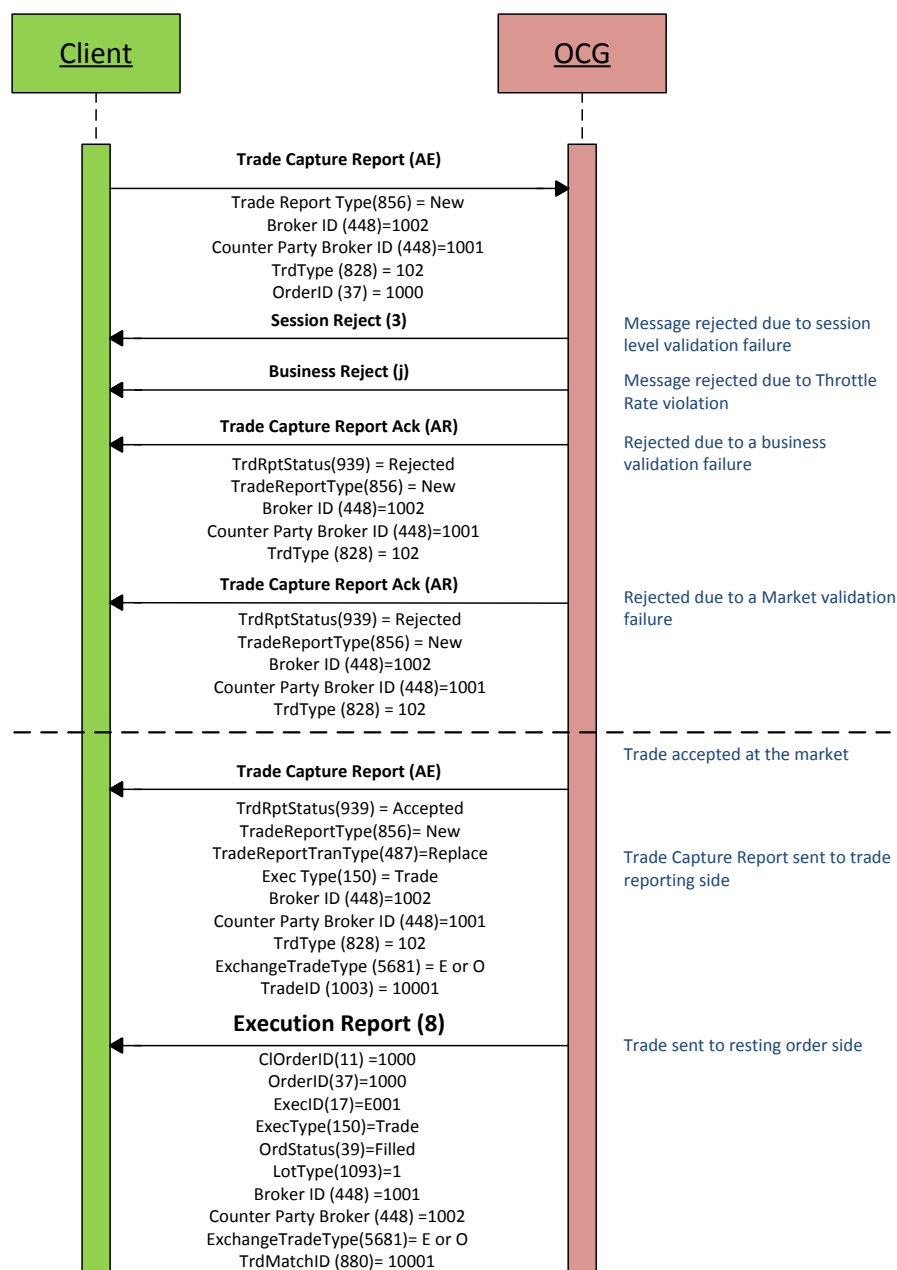 Client
OCG
Trade Capture Report (AE)
Trade Report Type(856) = New
Broker ID (448)=1002
Counter Party Broker ID (448)=1001
TrdType (828) = 102
OrderID (37) = 1000
Session Reject (3)
Message rejected due to session
level validation failure
Business Reject (j)
Message rejected due to Throttle
Rate violation
Trade Capture Report Ack (AR)
Rejected due to a business
validation failure
TrdRptStatus(939) = Rejected
TradeReportType(856) = New
Broker ID (448)=1002
Counter Party Broker ID (448)=1001
TrdType (828) = 102
Trade Capture Report Ack (AR)
Rejected due to a Market validation
failure
TrdRptStatus(939) = Rejected
TradeReportType(856) = New
Broker ID (448)=1002
Counter Party Broker ID (448)=1001
TrdType (828) = 102
Trade accepted at the market
Trade Capture Report (AE)
TrdRptStatus(939) = Accepted
TradeReportType(856)= New
TradeReportTranType(487)=Replace
Exec Type(150) = Trade
Broker ID (448)=1002
Counter Party Broker ID (448)=1001
TrdType (828) = 102
ExchangeTradeType (5681) = E or O
TradeID (1003) = 10001
Trade Capture Report sent to trade
reporting side
Execution Report (8)
Trade sent to resting order side
ClOrderID(11) =1000
OrderID(37)=1000
ExecID(17)=E001
ExecType(150)=Trade
OrdStatus(39)=Filled
LotType(1093)=1
Broker ID (448) =1001
Counter Party Broker (448) =1002
ExchangeTradeType(5681)= E or O
TrdMatchID (880)= 10001